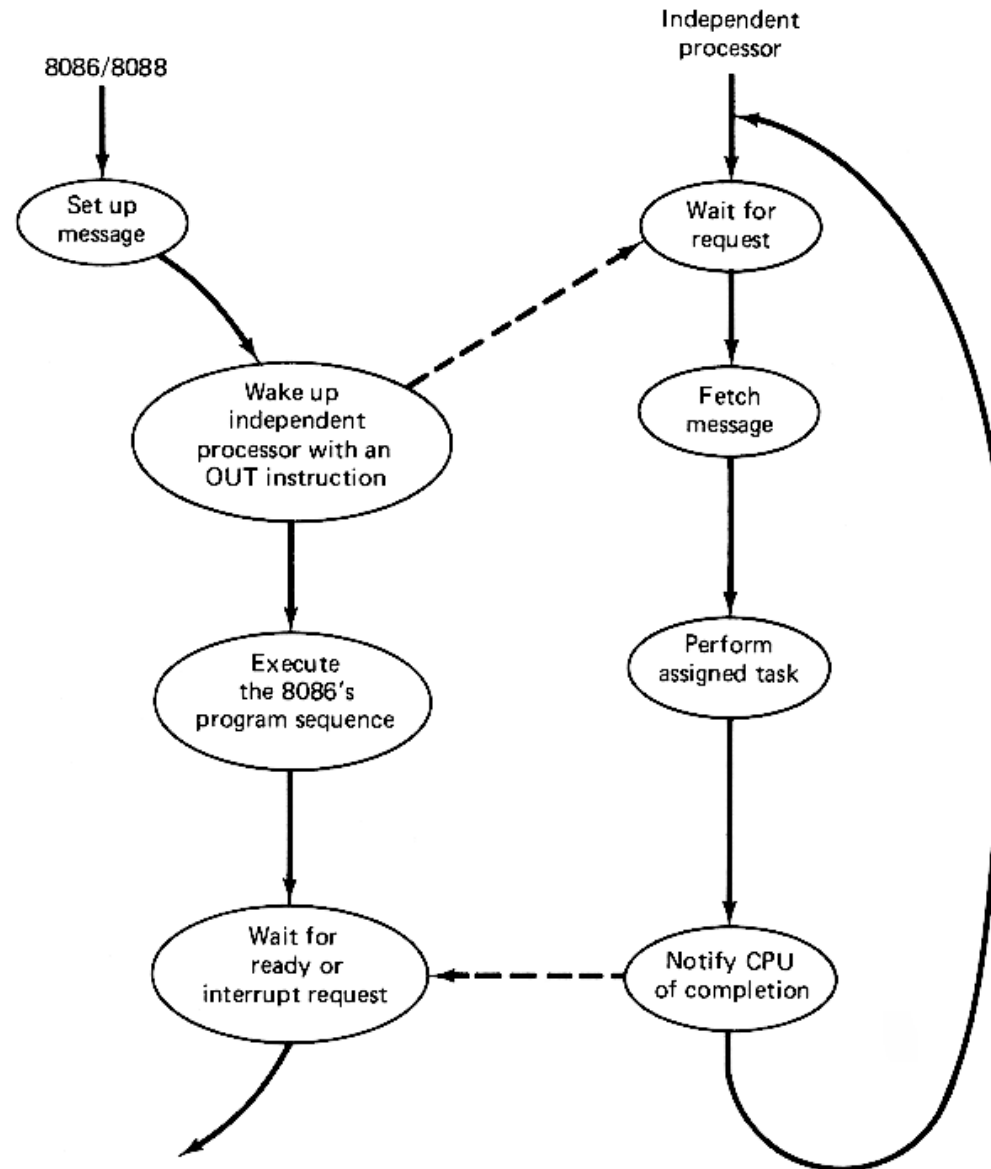 8086/8088
Set up
message
Wake up
independent
processor with an
OUT instruction
Execute
the 8086's
program sequence
Wait for
ready or
interrupt request
Independent
processor
Wait for
request
Fetch
message
Perform
assigned task
Notify CPU
of completion